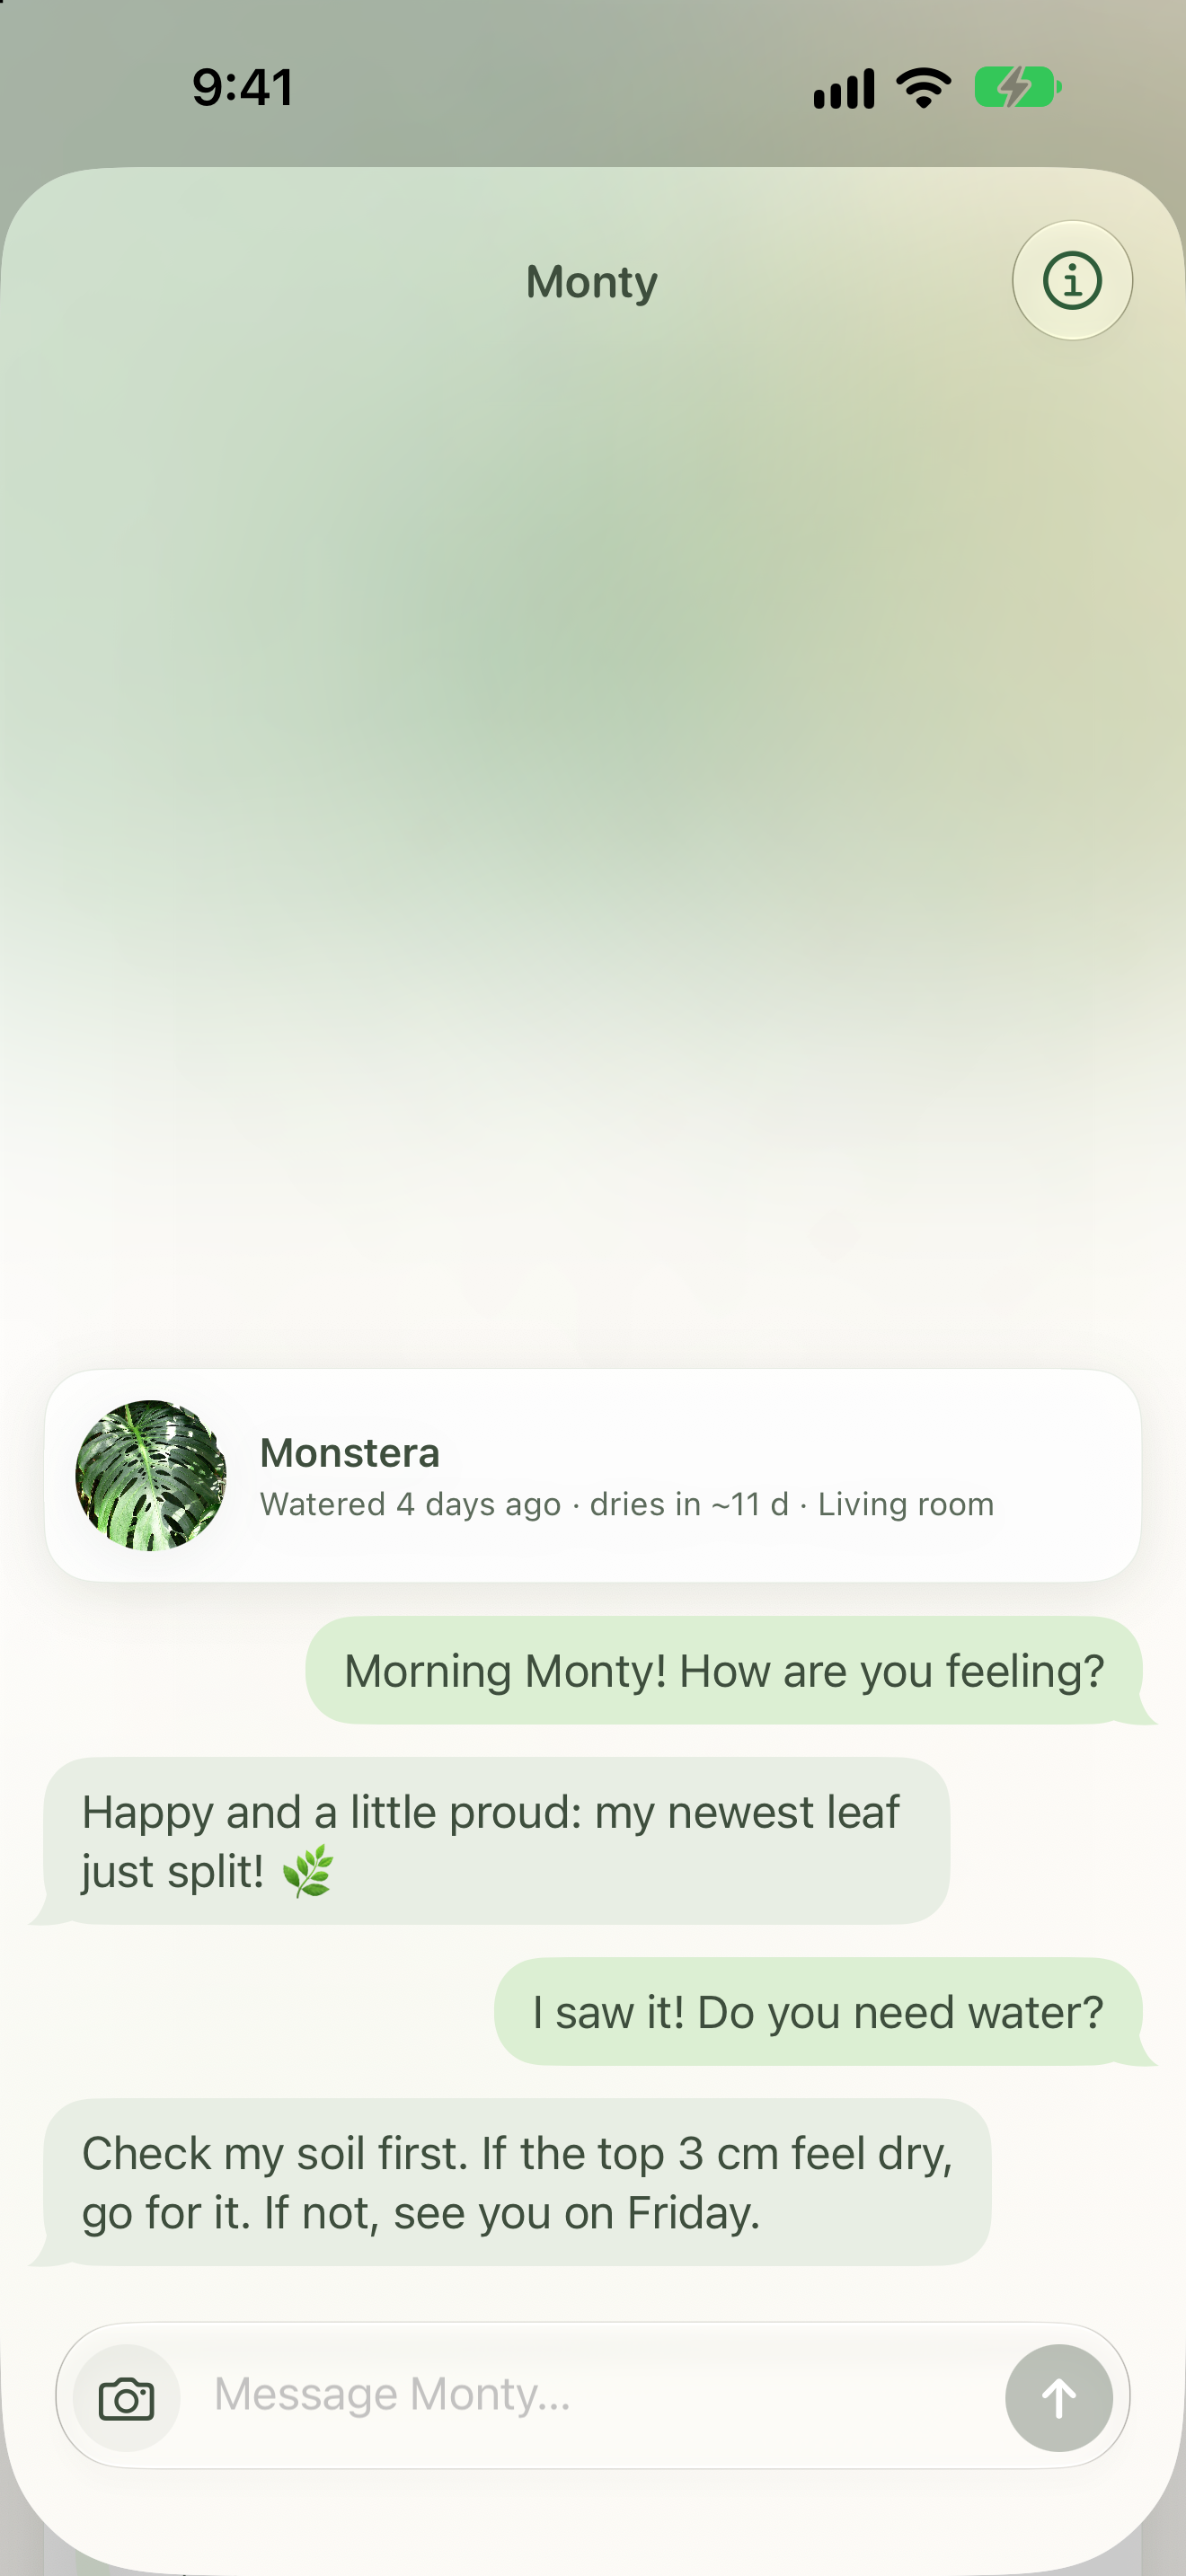 9:41
Monty
Monstera
Watered 4 days ago · dries in ~11 d · Living room
Morning Monty! How are you feeling?
Happy and a little proud: my newest leaf
just split! 🌿
I saw it! Do you need water?
Check my soil first. If the top 3 cm feel dry,
go for it. If not, see you on Friday.
Message Monty...